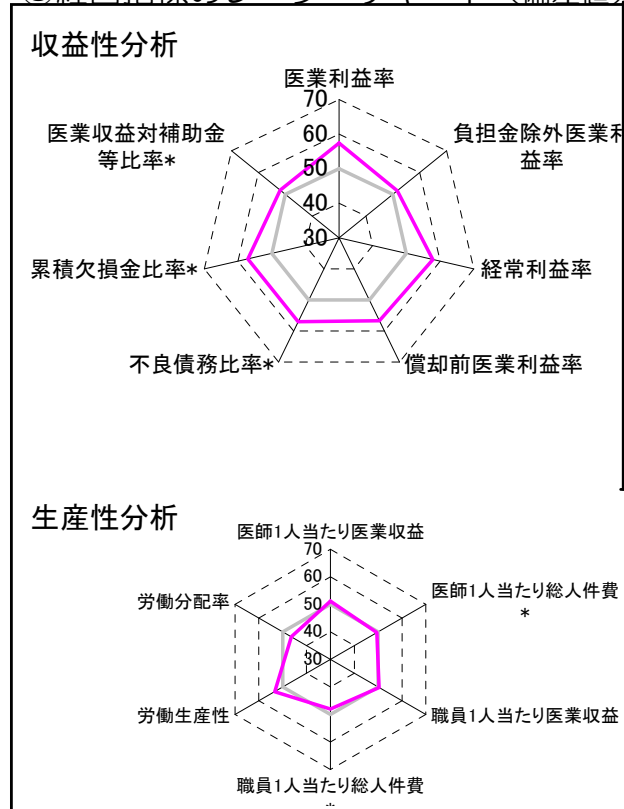 収益性分析
医業利益率
70
60
50
40
30
負担金除外医業利
益率
経常利益率
償却前医業利益率
不良債務比率*
累積欠損金比率*
医業収益対補助金
等比率*
生産性分析
医師1人当たり医業収益
70
60
50
40
30
医師1人当たり総人件費
*
職員1人当たり医業収益
職員1人当たり総人件費
*
労働生産性
労働分配率